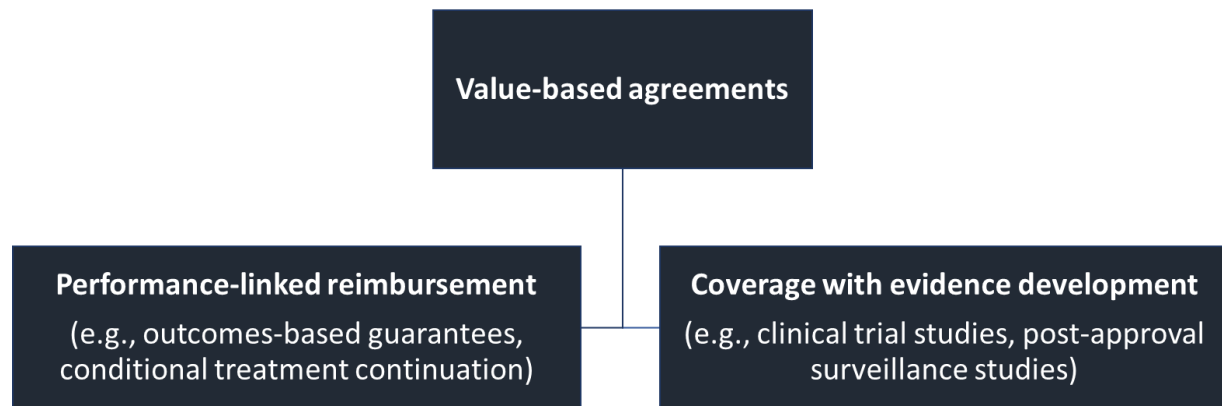 Value-based agreements
Performance-linked reimbursement
(e.g., outcomes-based guarantees,
conditional treatment continuation)
Coverage with evidence development
(e.g., clinical trial studies, post-approval
surveillance studies)